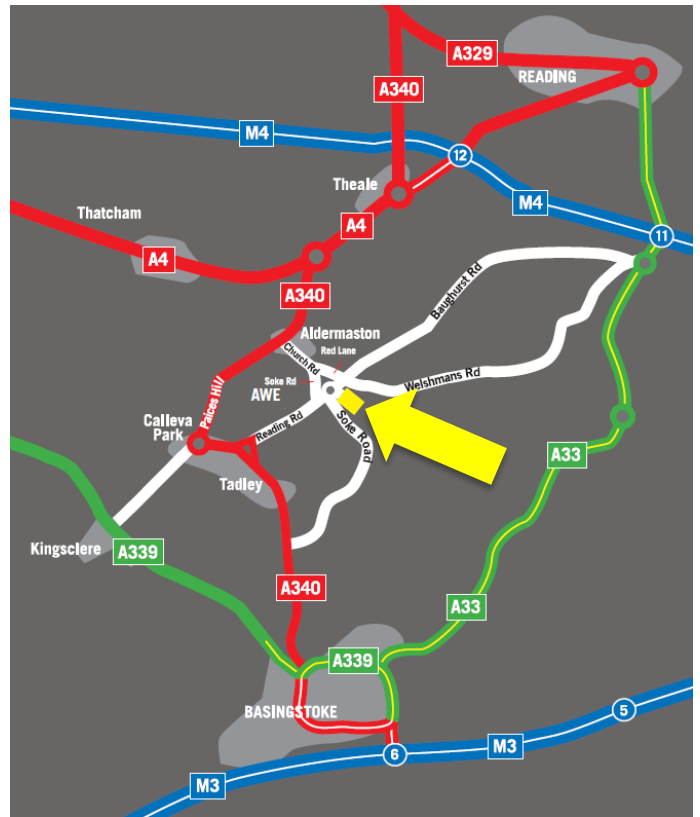 A329
READING
A340
M4
12
Theale
M4
Thatcham
A4
11
A4
A340
Baughurst Rd
Aldermaston
Church Rd
Red Lane
Soke Rd
Welshmans Rd
AWE
Paices Hill
Calleva
Park
Reading Rd
Soke Road
A33
Tadley
Kingsclere
A339
A340
A33
A339
BASINGSTOKE
5
M3
6
M3